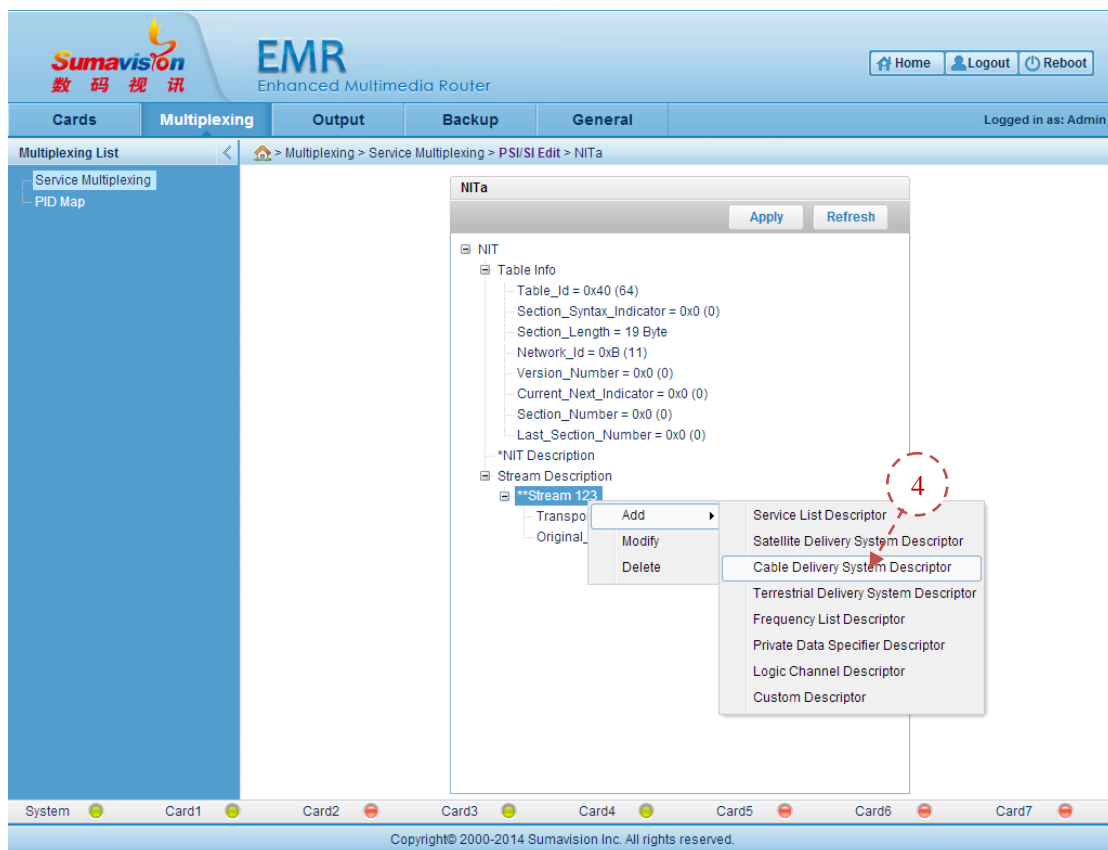 Sumavision
数码视讯
EMR
Enhanced Multimedia Router
Home
Logout
Reboot
Cards
Multiplexing
Output
Backup
General
Logged in as: Admin
Multiplexing List
> Multiplexing > Service Multiplexing > PSI/SI Edit > NITa
Service Multiplexing
PID Map
NITa
Apply
Refresh
NIT
Table Info
Table_Id = 0x40 (64)
Section_Syntax_Indicator = 0x0 (0)
Section_Length = 19 Byte
Network_Id = 0xB (11)
Version_Number = 0x0 (0)
Current_Next_Indicator = 0x0 (0)
Section_Number = 0x0 (0)
Last_Section_Number = 0x0 (0)
*NIT Description
Stream Description
**Stream 123
Transpo
Original_
Add
Modify
Delete
4
Service List Descriptor
Satellite Delivery System Descriptor
Cable Delivery System Descriptor
Terrestrial Delivery System Descriptor
Frequency List Descriptor
Private Data Specifier Descriptor
Logic Channel Descriptor
Custom Descriptor
System
Card1
Card2
Card3
Card4
Card5
Card6
Card7
Copyright© 2000-2014 Sumavision Inc. All rights reserved.